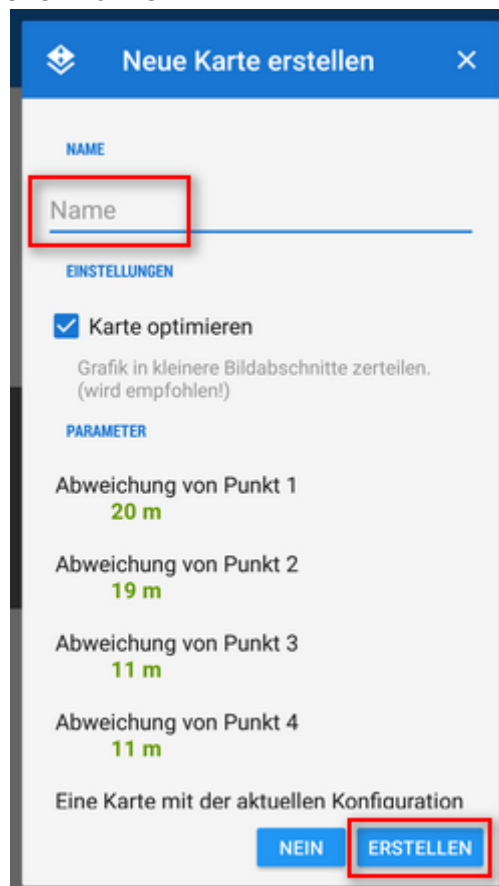 Neue Karte erstellen
NAME
Name
EINSTELLUNGEN
Karte optimieren
Grafik in kleinere Bildabschnitte zerteilen.
(wird empfohlen!)
PARAMETER
Abweichung von Punkt 1
20 m
Abweichung von Punkt 2
19 m
Abweichung von Punkt 3
11 m
Abweichung von Punkt 4
11 m
Eine Karte mit der aktuellen Konfiguration
NEIN ERSTELLEN